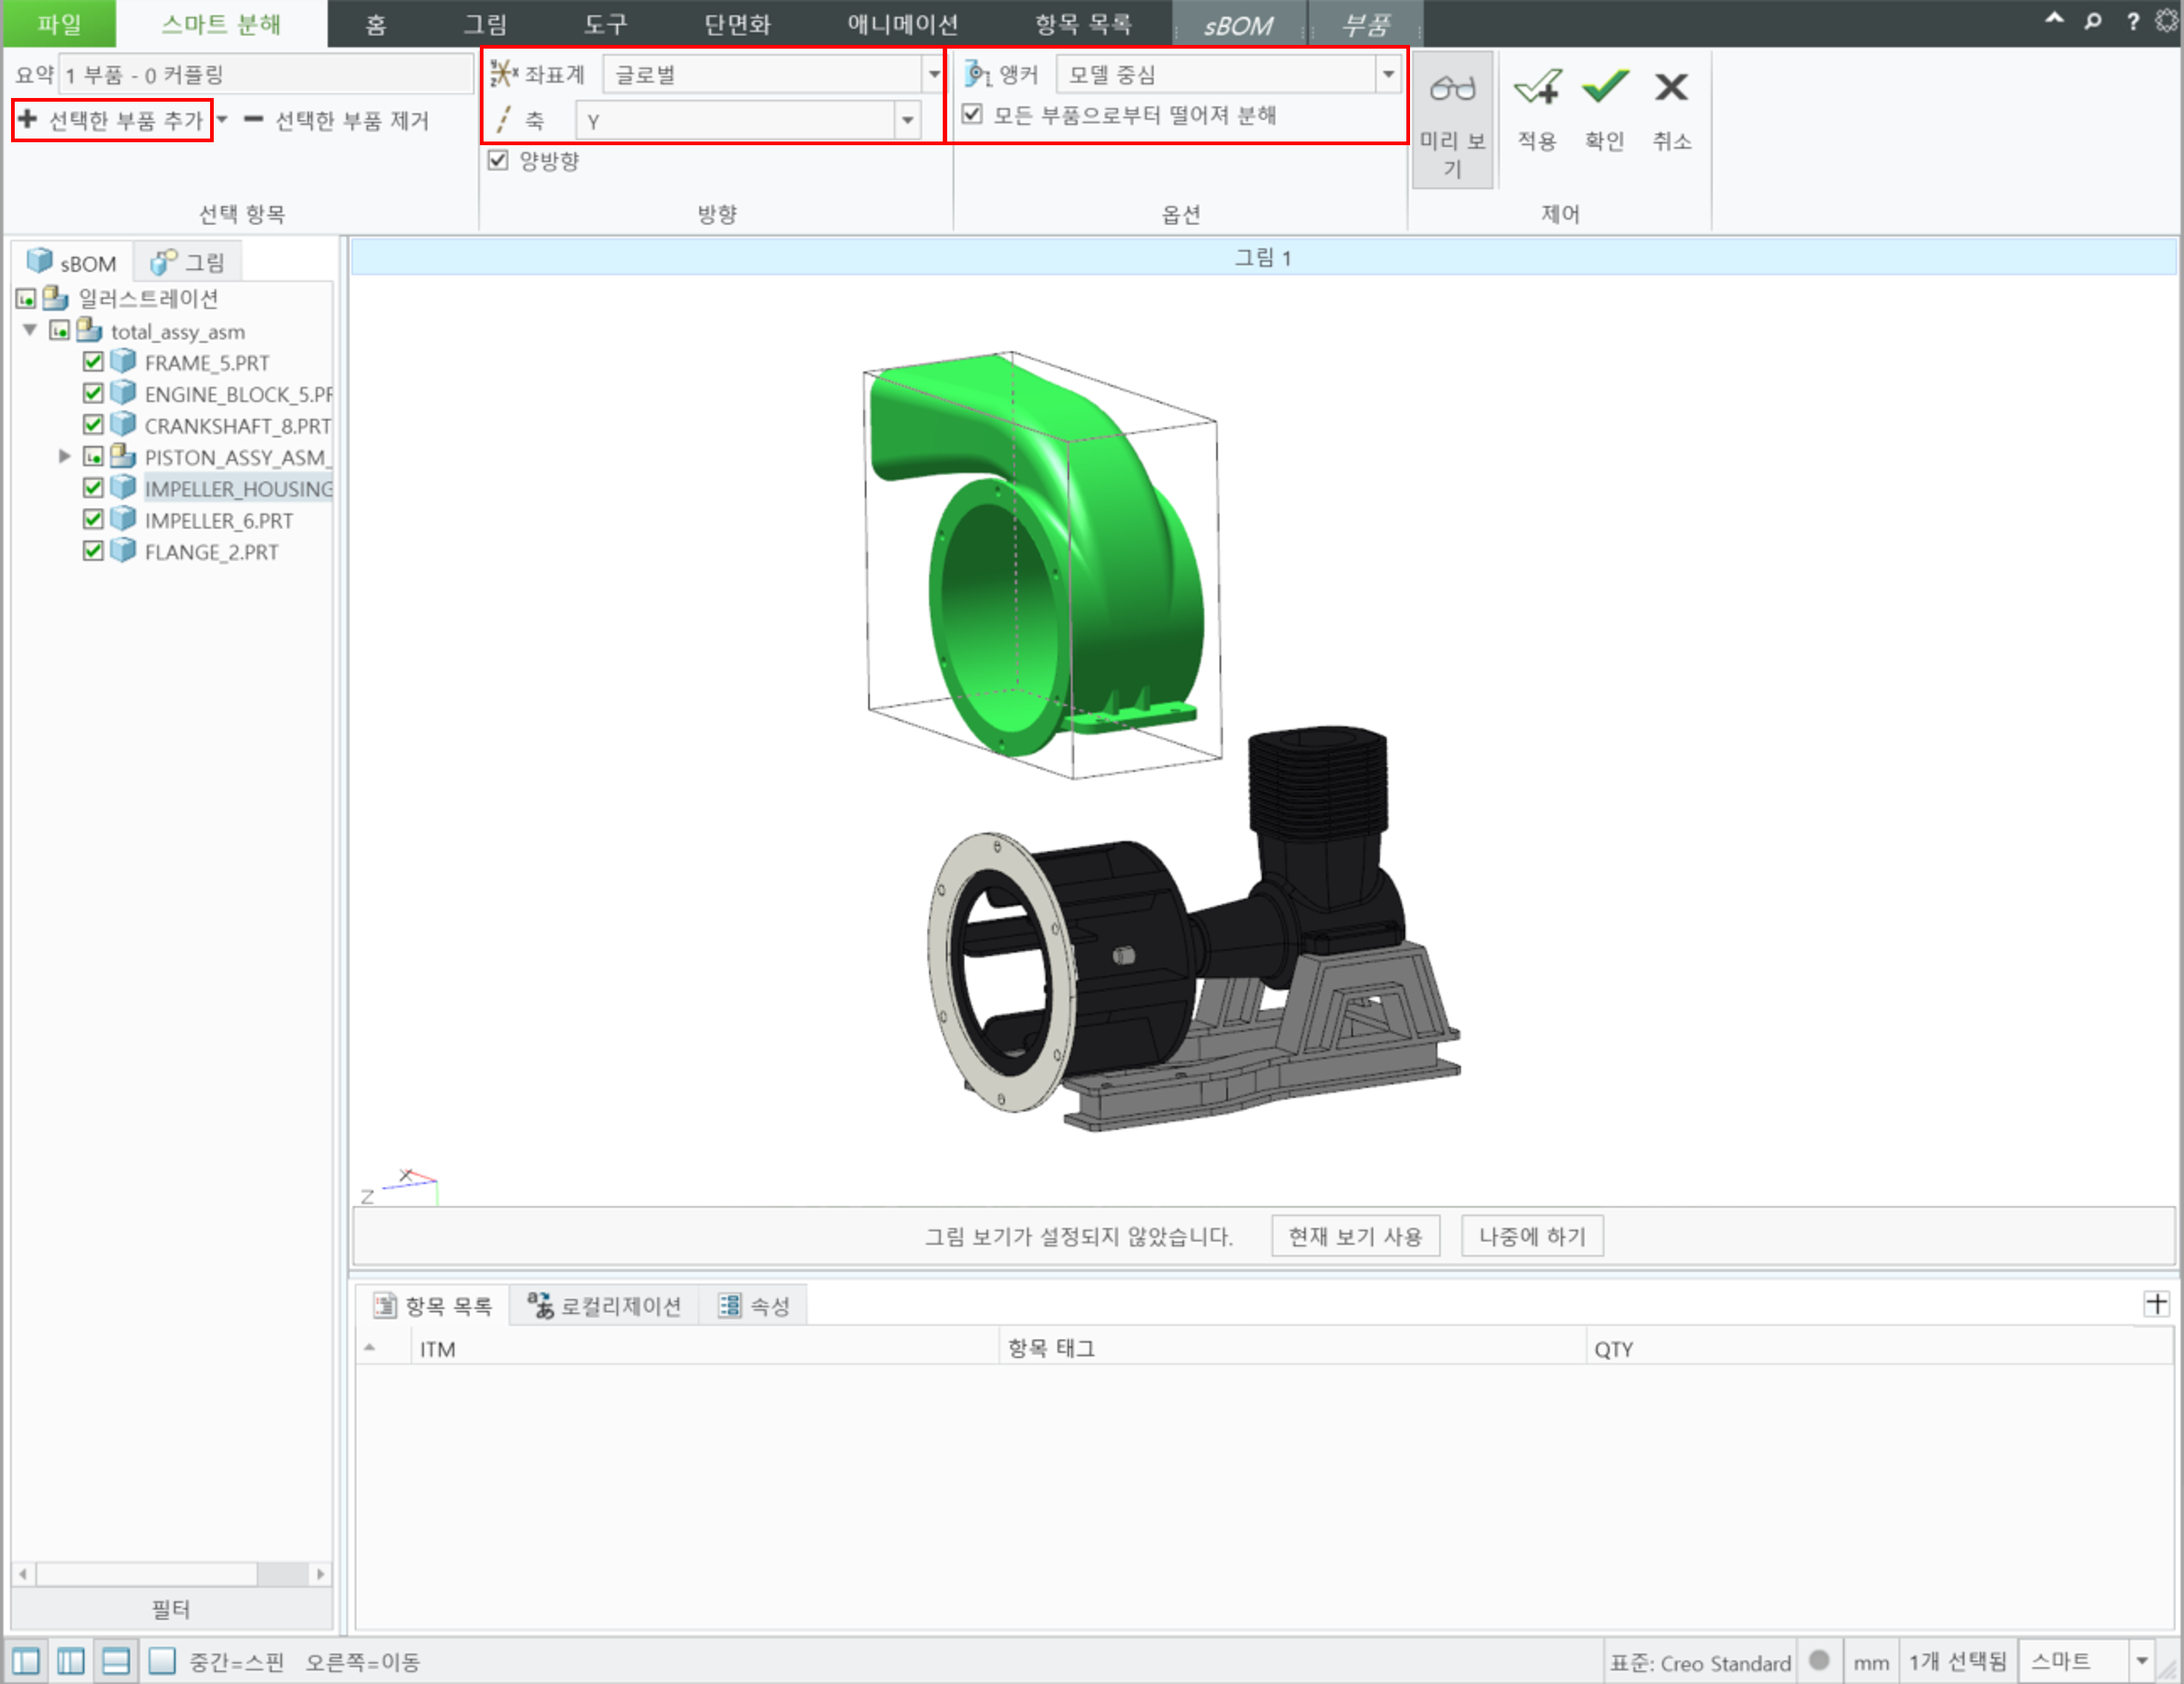 파일 스마트 분해 홈 그림 도구 단면화 애니메이션 항목 목록 sBOM 부품 ?
요약 1 부품 - 0 커플링
선택한 부품 추가 선택한 부품 제거
선택 항목
좌표계 글로벌
축 Y
양방향
방향
앵커 모델 중심
모든 부품으로부터 떨어져 분해
옵션
미리 보
기
적용 확인 취소
제어
sBOM 그림
일러스트레이션
total_assy_asm
FRAME_5.PRT
ENGINE_BLOCK_5.PR
CRANKSHAFT_8.PRT
PISTON_ASSY_ASM_
IMPELLER_HOUSING
IMPELLER_6.PRT
FLANGE_2.PRT
필터
그림 1
X
Z
그림 보기가 설정되지 않았습니다. 현재 보기 사용 나중에 하기
항목 목록 로컬리제이션 속성
ITM 항목 태그 QTY
중간=스핀 오른쪽=이동 표준: Creo Standard mm 1개 선택됨 스마트